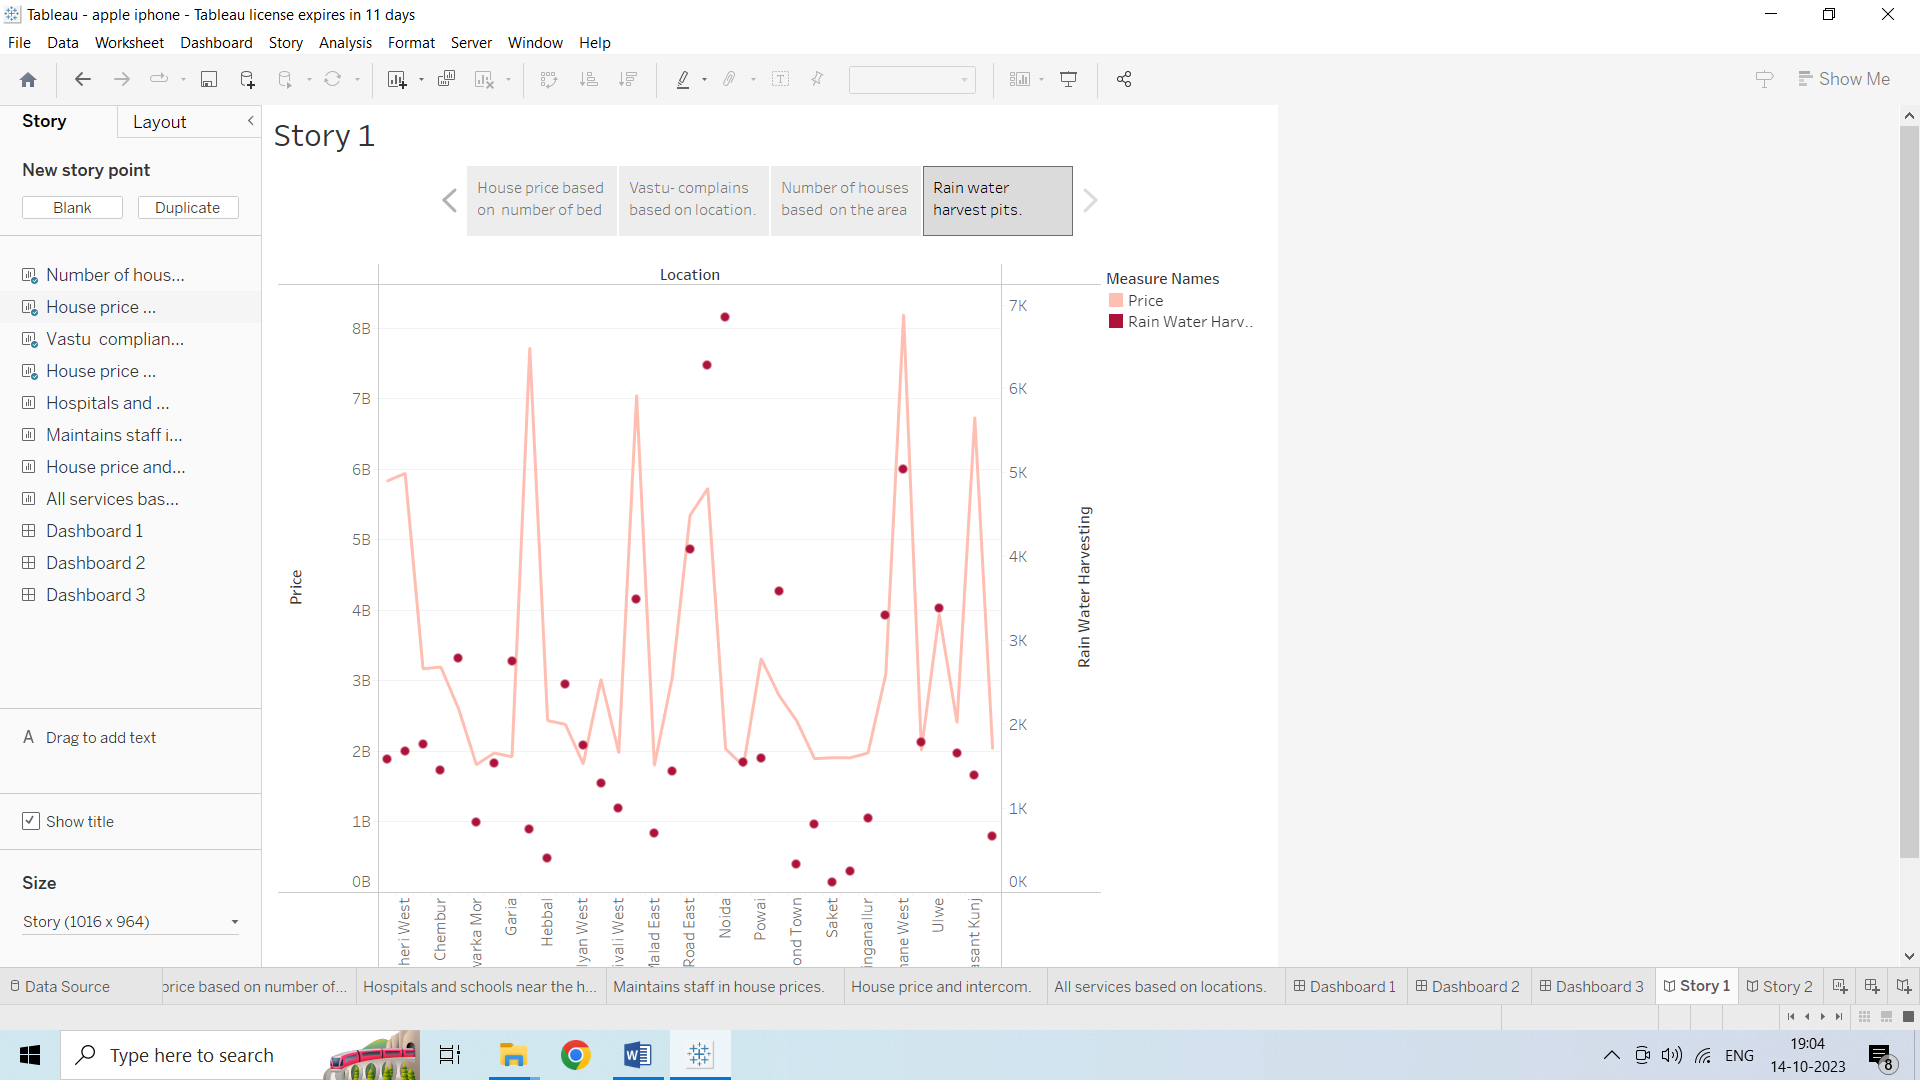 Tableau - apple iphone - Tableau license expires in 11 days
File Data Worksheet Dashboard Story Analysis Format Server Window Help
Show Me
Story Layout
New story point
Blank Duplicate
Number of hous...
House price ...
Vastu complian...
House price ...
Hospitals and ...
Maintains staff i...
House price and...
All services bas...
Dashboard 1
Dashboard 2
Dashboard 3
A Drag to add text
Show title
Size
Story (1016 x 964)
Story 1
House price based
on number of bed
Vastu- complains
based on location.
Number of houses
based on the area
Rain water
harvest pits.
Location
Measure Names
Price
Rain Water Harv..
8B
7B
6B
5B
4B
3B
2B
1B
0B
Price
7K
6K
5K
4K
3K
2K
1K
0K
Rain Water Harvesting
heri West
Chembur
warka Mor
Garia
Hebbal
lyan West
ivali West
Malad East
Road East
Noida
Powai
ond Town
Saket
inganallur
hane West
Ulwe
asant Kunj
Data Source
price based on number of...
Hospitals and schools near the h...
Maintains staff in house prices.
House price and intercom.
All services based on locations.
Dashboard 1
Dashboard 2
Dashboard 3
Story 1
Story 2
Type here to search
ENG
19:04
14-10-2023
8